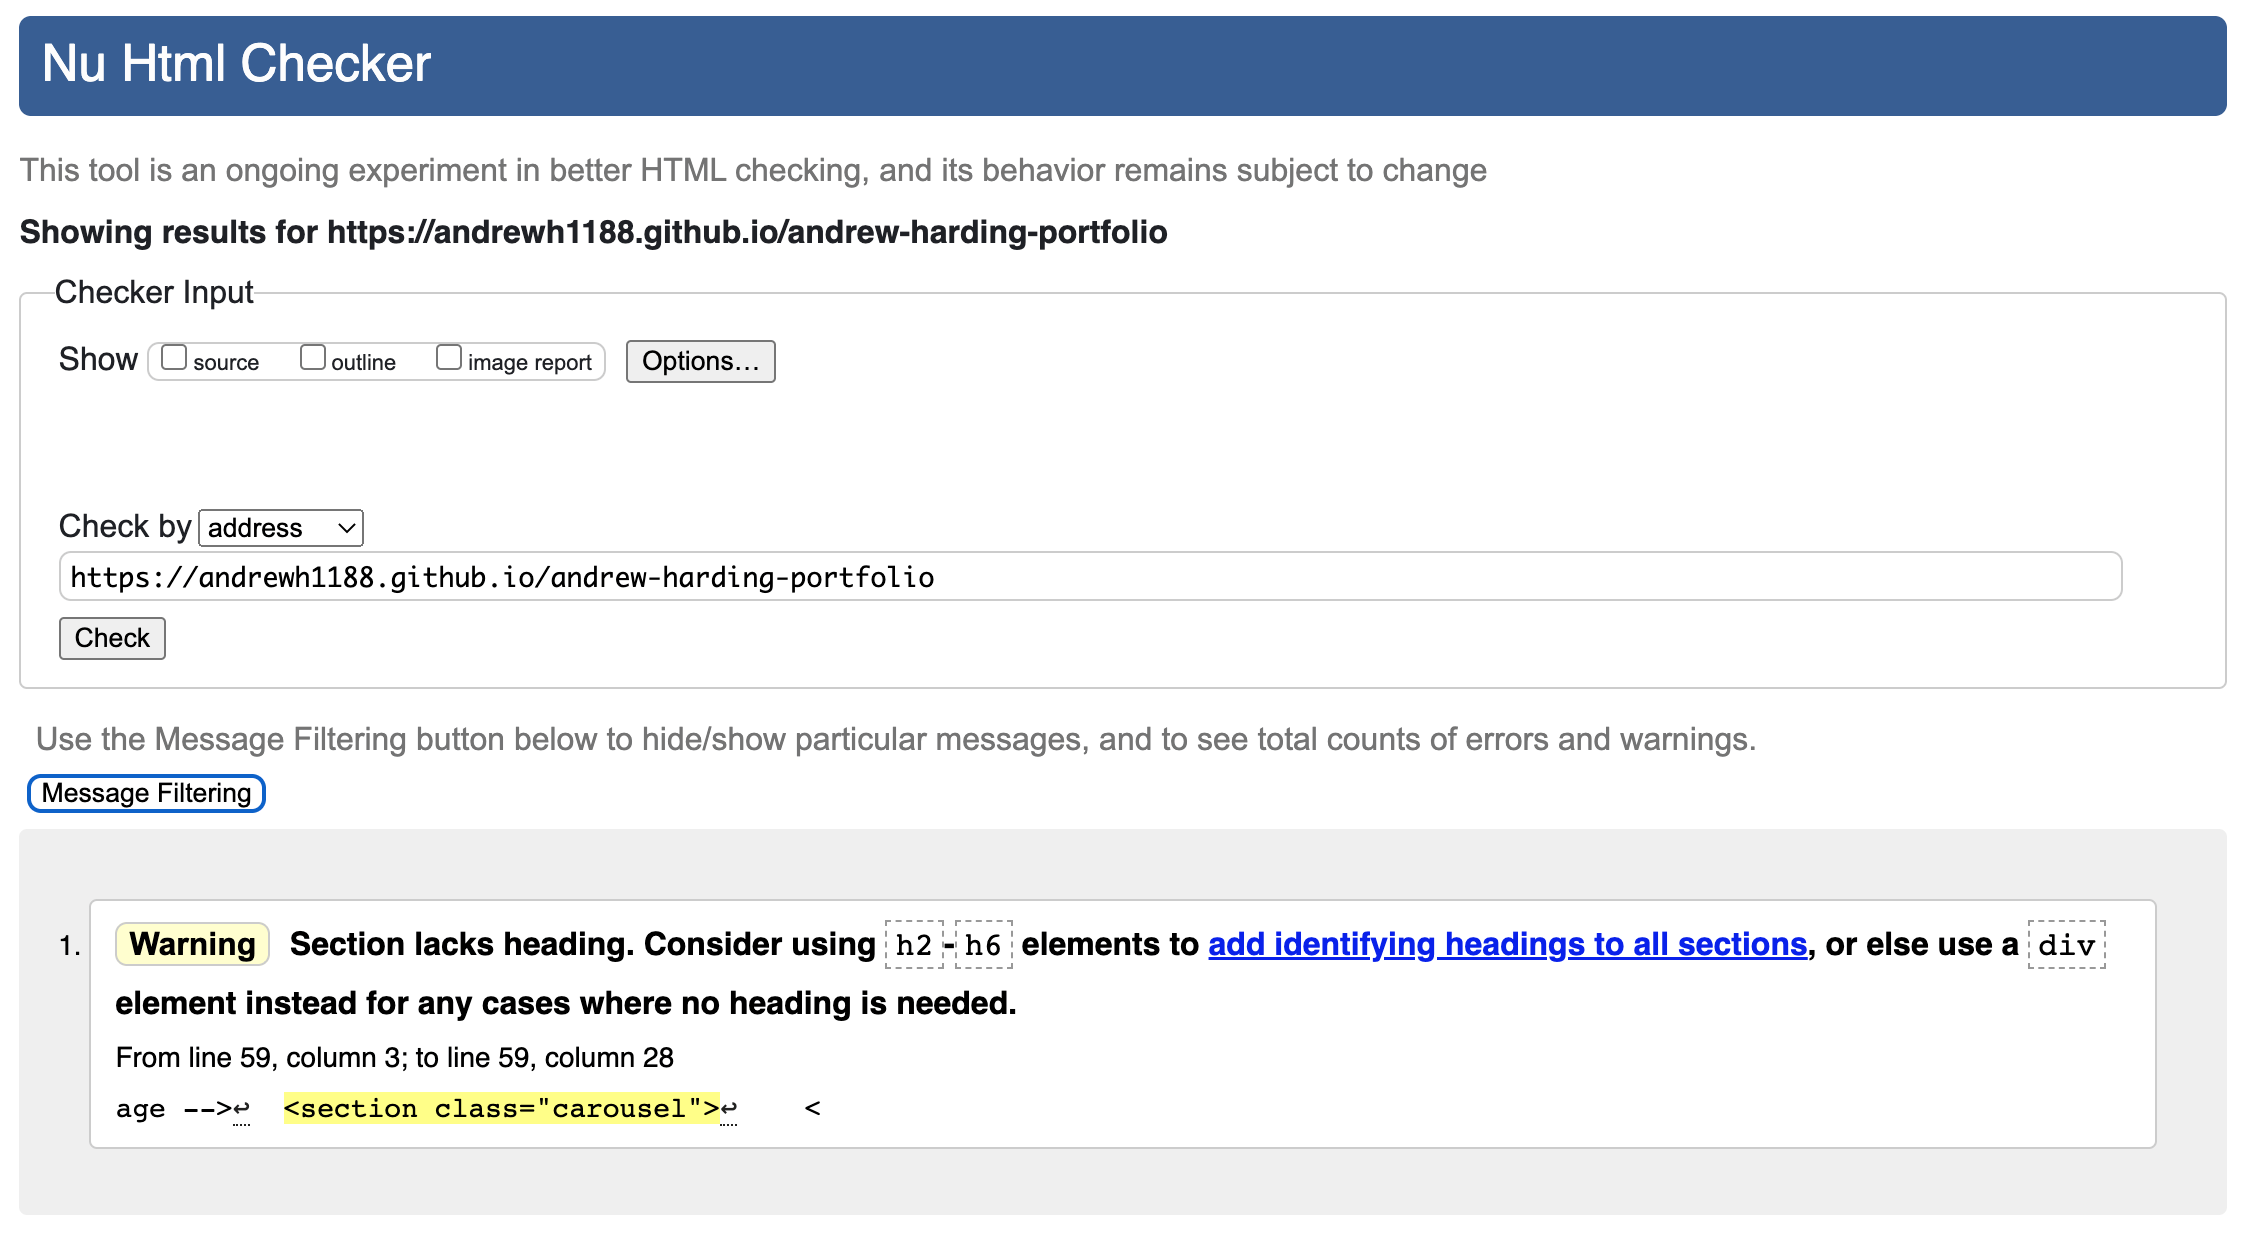 Nu Html Checker
This tool is an ongoing experiment in better HTML checking, and its behavior remains subject to change
Showing results for https://andrewh1188.github.io/andrew-harding-portfolio
Checker Input
Show source outline image report Options...
Check by address
https://andrewh1188.github.io/andrew-harding-portfolio
Check
Use the Message Filtering button below to hide/show particular messages, and to see total counts of errors and warnings.
Message Filtering
1. Warning Section lacks heading. Consider using h2-h6 elements to add identifying headings to all sections, or else use a div
element instead for any cases where no heading is needed.
From line 59, column 3; to line 59, column 28
age -->↩ <section class="carousel">↩ <